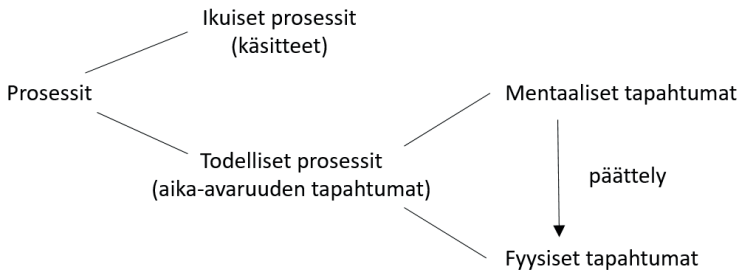 Ikuiset prosessit
(käsitteet)
Prosessit
Mentaaliset tapahtumat
Todelliset prosessit
(aika-avaruuden tapahtumat)
päättely
Fyysiset tapahtumat